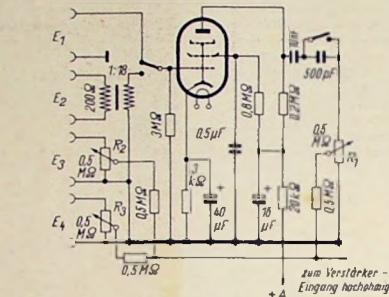 E1
1:18
E2
200Ω
R2
0,5
MΩ
E3
R3
0,5
MΩ
E4
0,5MΩ
0,5MΩ
3MΩ
kΩ
+
40
µF
0,5µF
0,8MΩ
+
16
µF
0,2MΩ
20kΩ
500pF
0,5
MΩ
R1
0,5MΩ
+A
zum Verstärker -
Eingang hochohmig